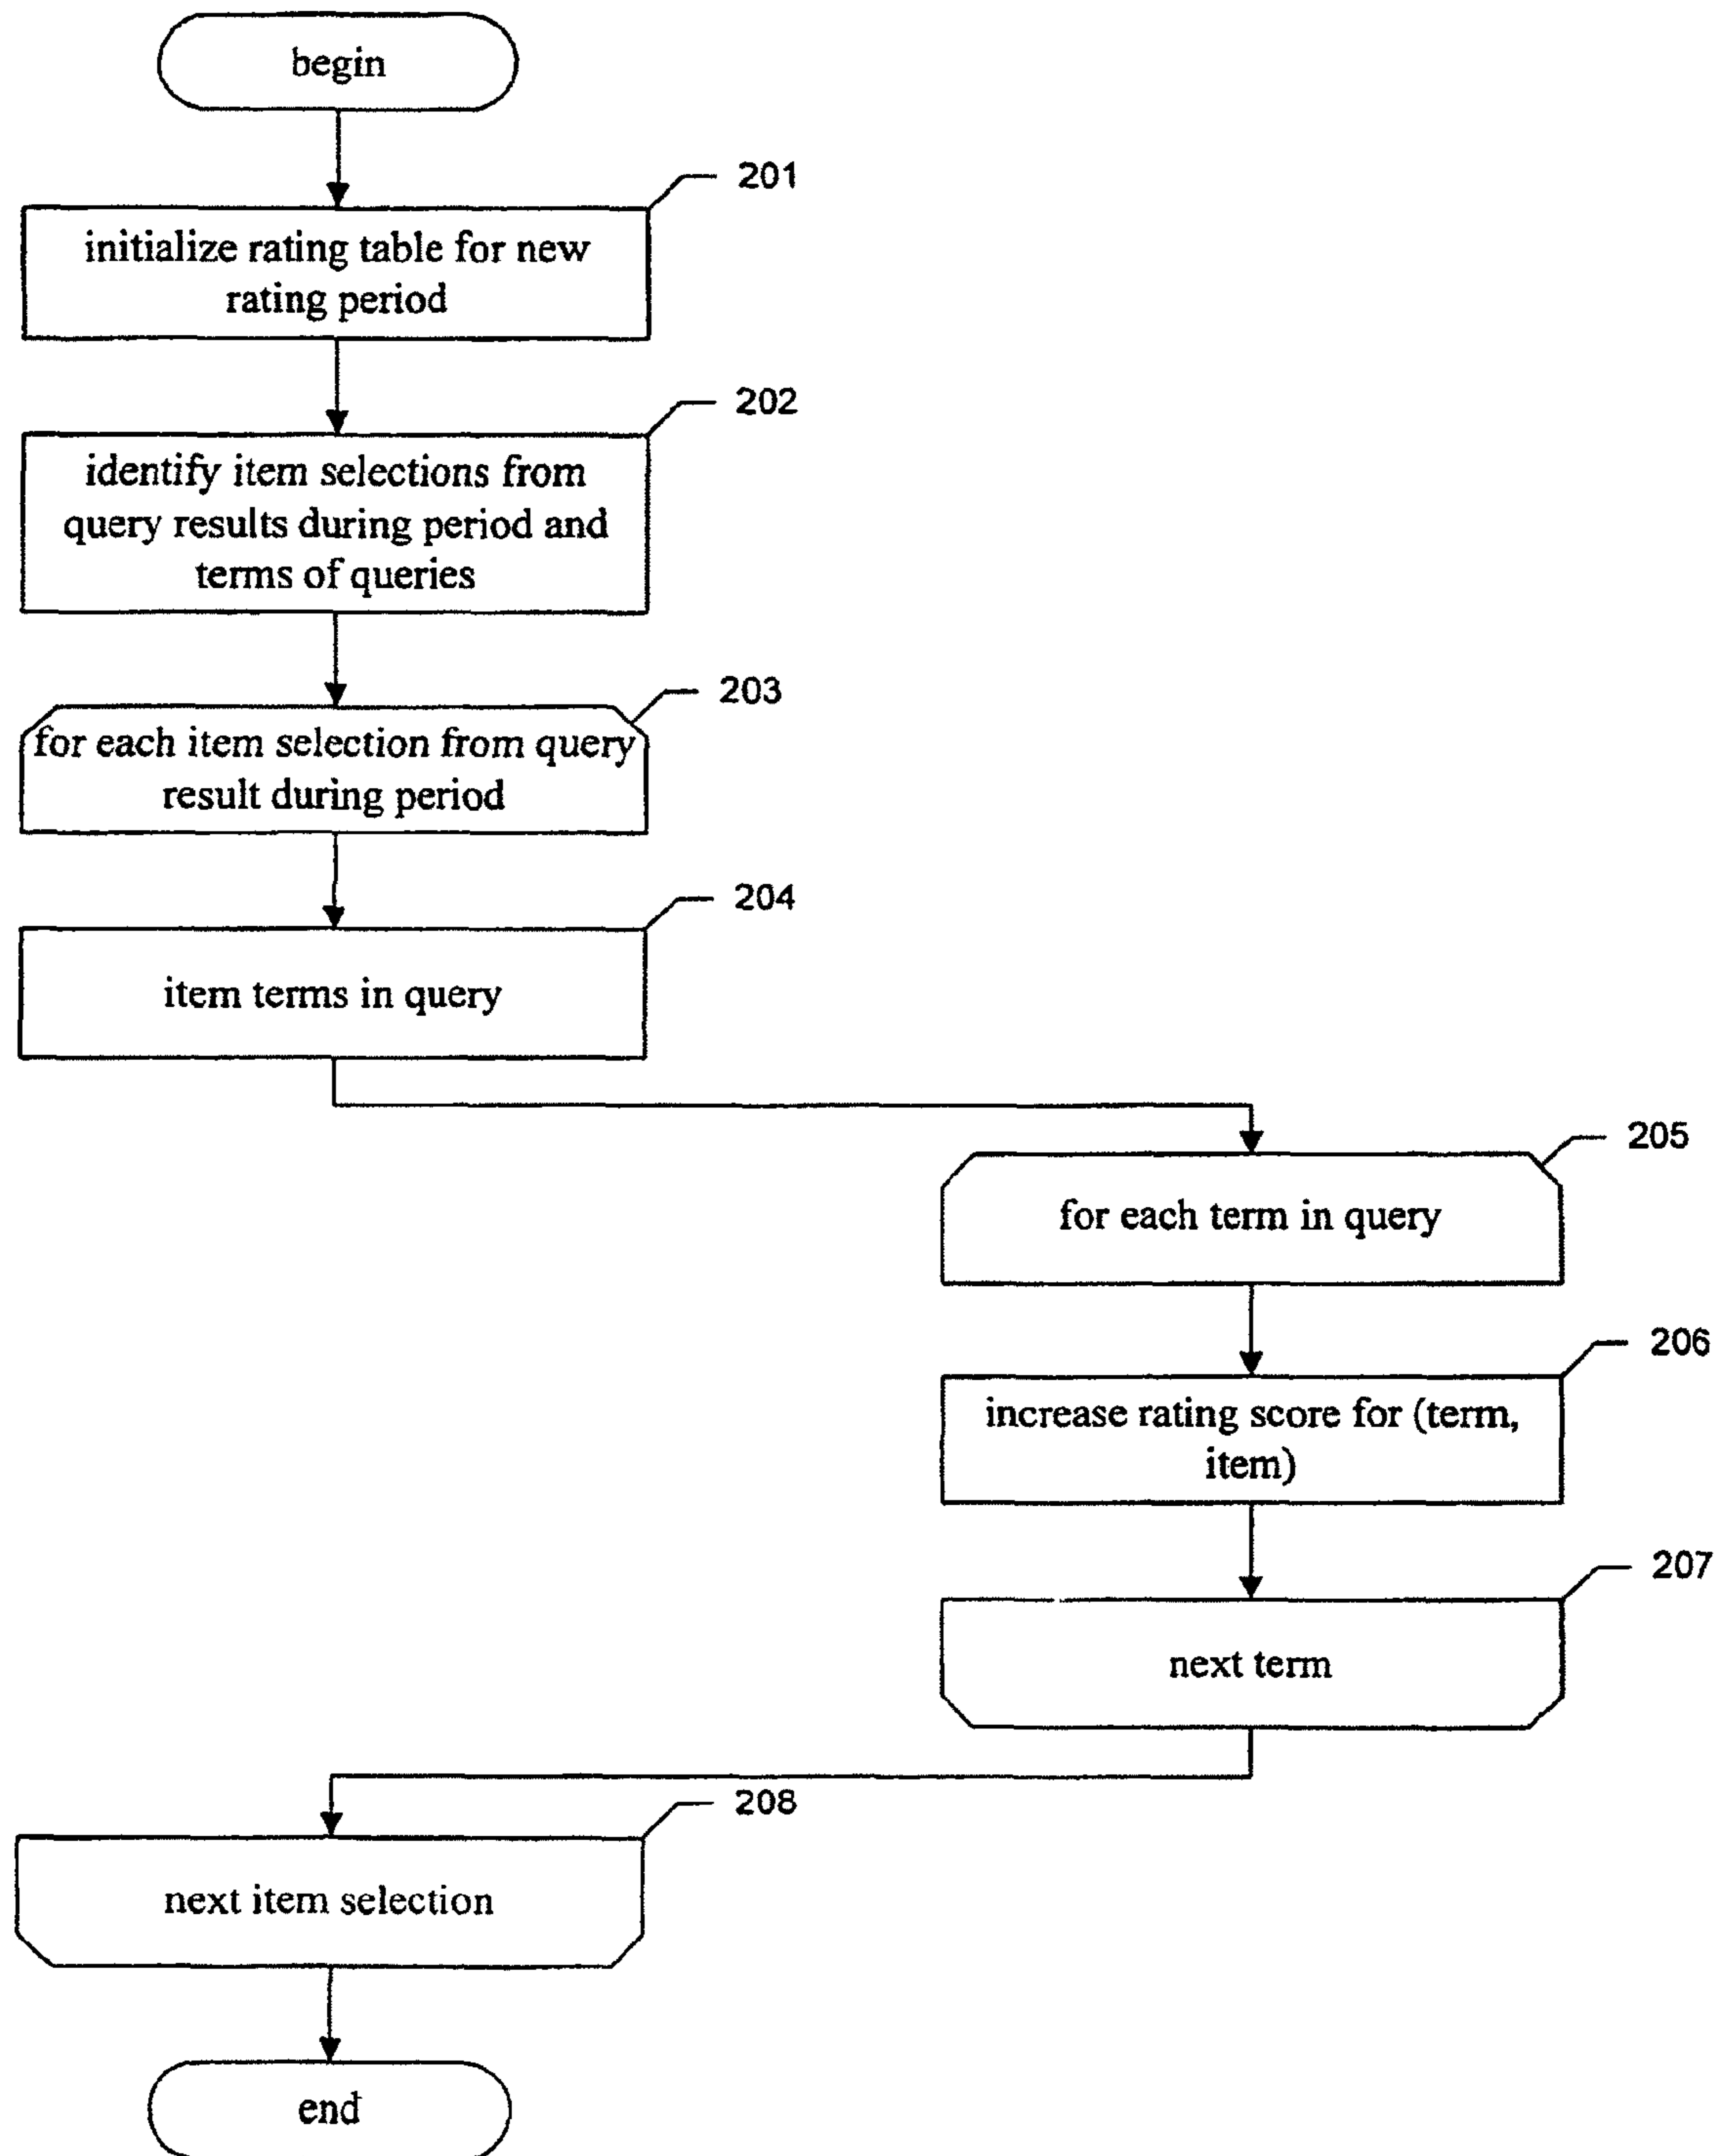 begin
201
initialize rating table for new
rating period
202
identify item selections from
query results during period and
terms of queries
203
for each item selection from query
result during period
204
item terms in query
205
for each term in query
206
increase rating score for (term,
item)
207
next term
208
next item selection
end